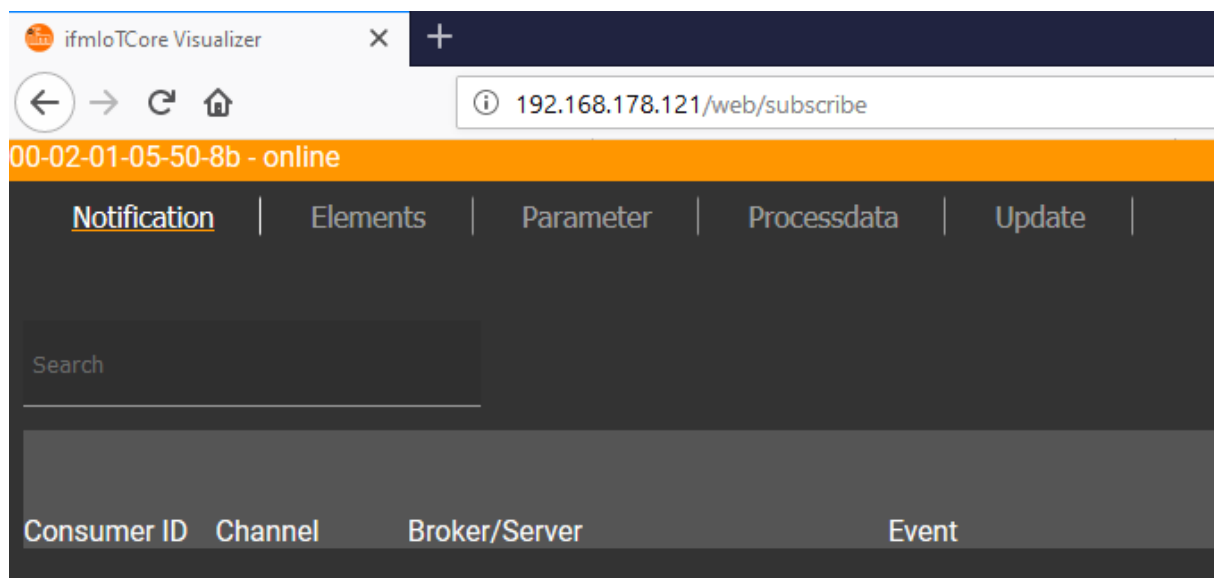 ifmIoTCore Visualizer
192.168.178.121/web/subscribe
00-02-01-05-50-8b - online
Notification Elements Parameter Processdata Update
Search
Consumer ID Channel Broker/Server Event